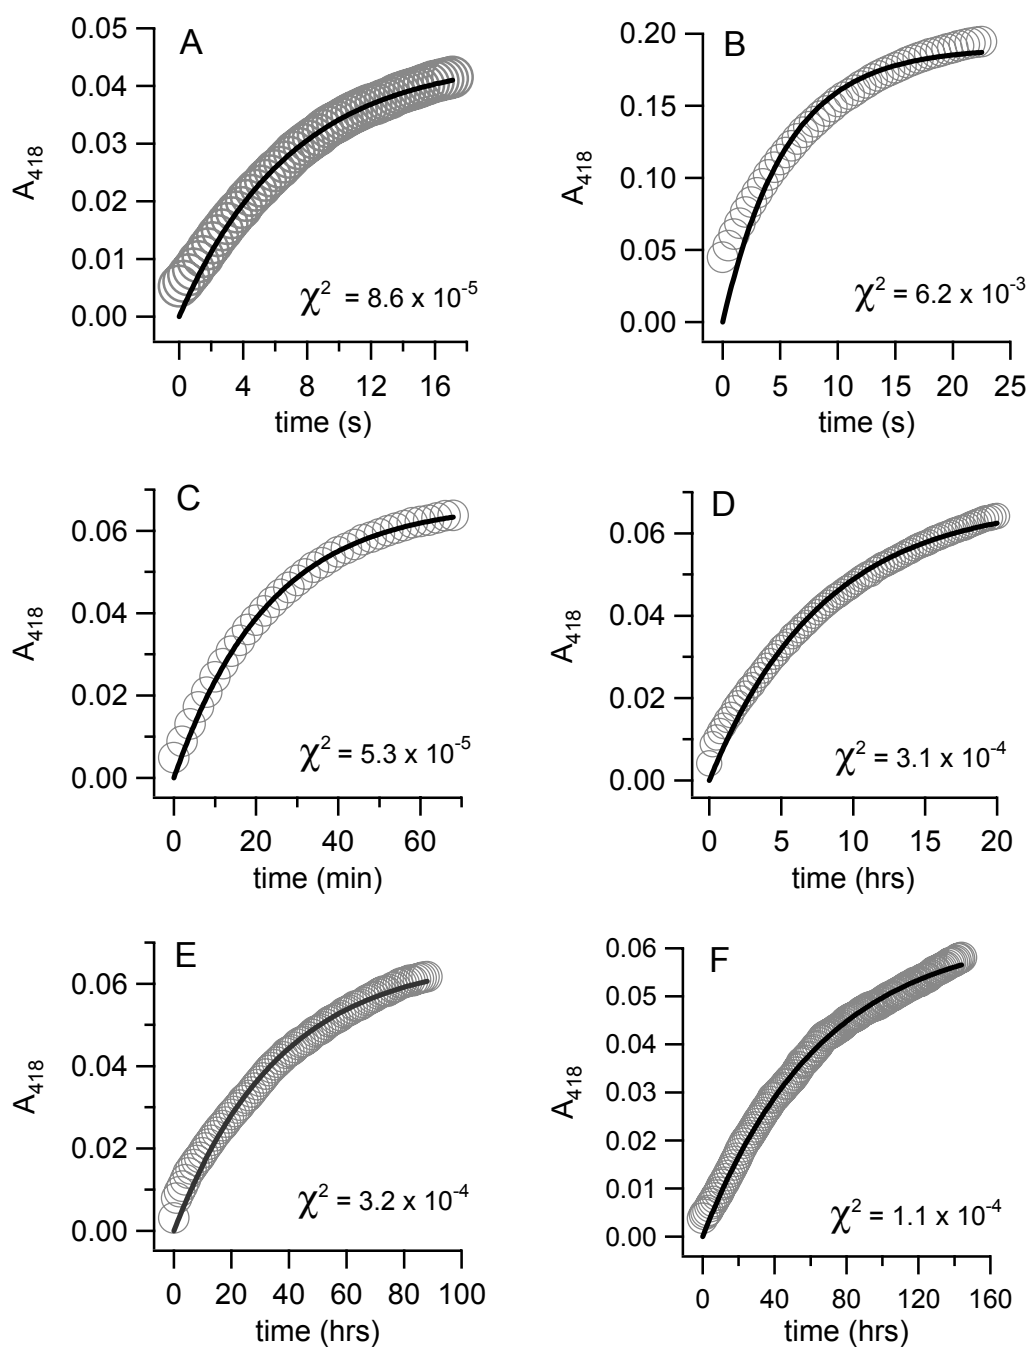 A
0.05
0.04
0.03
0.02
0.01
0.00
A₄₁₈
χ² = 8.6 x 10⁻⁵
0 4 8 12 16
time (s)
B
0.20
0.15
0.10
0.05
0.00
A₄₁₈
χ² = 6.2 x 10⁻³
0 5 10 15 20 25
time (s)
C
0.06
0.04
0.02
0.00
A₄₁₈
χ² = 5.3 x 10⁻⁵
0 20 40 60
time (min)
D
0.06
0.04
0.02
0.00
A₄₁₈
χ² = 3.1 x 10⁻⁴
0 5 10 15 20
time (hrs)
E
0.06
0.04
0.02
0.00
A₄₁₈
χ² = 3.2 x 10⁻⁴
0 20 40 60 80 100
time (hrs)
F
0.06
0.05
0.04
0.03
0.02
0.01
0.00
A₄₁₈
χ² = 1.1 x 10⁻⁴
0 40 80 120 160
time (hrs)